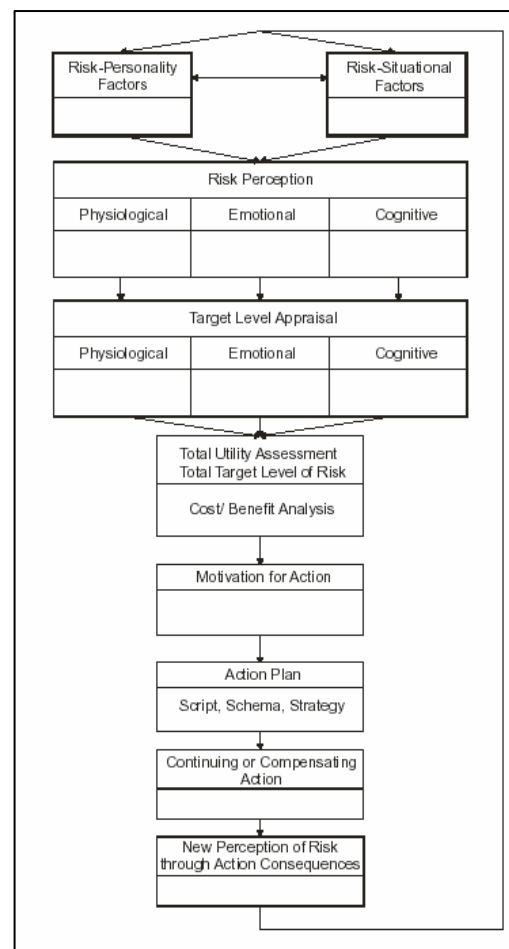 Risk-Personality
Factors
Risk-Situational
Factors
Risk Perception
Physiological
Emotional
Cognitive
Target Level Appraisal
Physiological
Emotional
Cognitive
Total Utility Assessment
Total Target Level of Risk
Cost/ Benefit Analysis
Motivation for Action
Action Plan
Script, Schema, Strategy
Continuing or Compensating
Action
New Perception of Risk
through Action Consequences